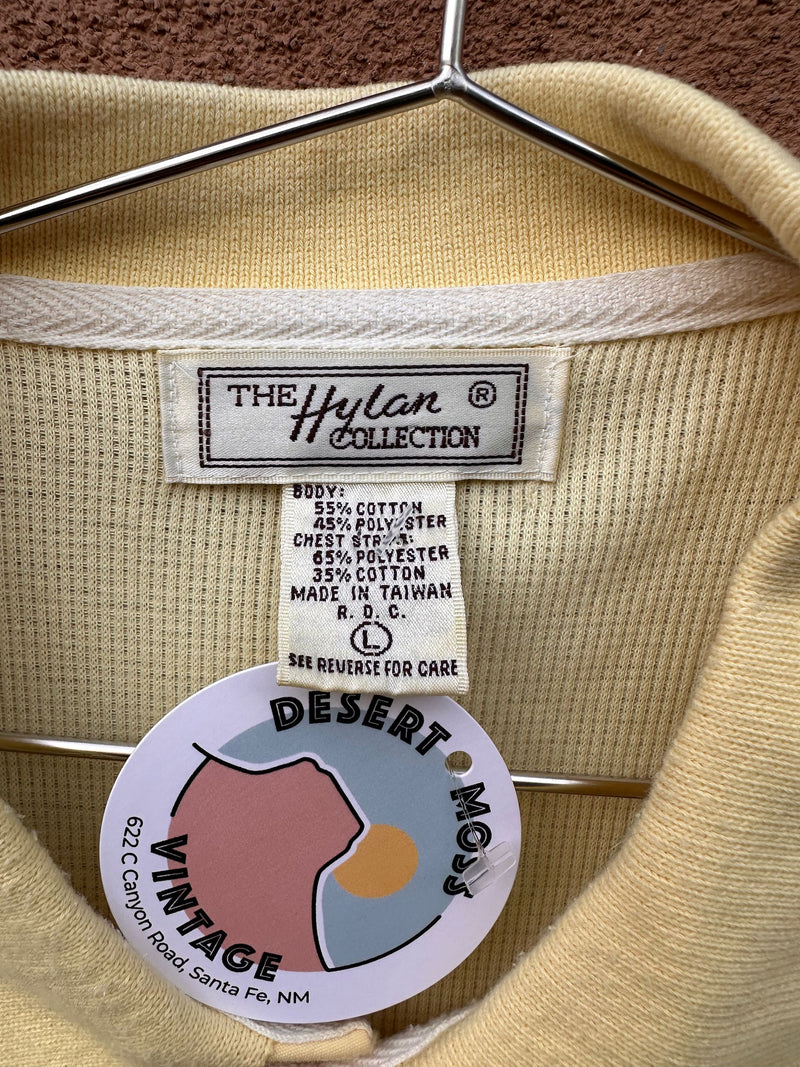 THE Hylan ®
COLLECTION
BODY:
55% COTTON
45% POLYESTER
CHEST
65% POLYESTER
35% COTTON
MADE IN TAIWAN
R. D. C.
L
SEE REVERSE FOR CARE
DESERT MOSS
VINTAGE
622 C Canyon Road, Santa Fe, NM